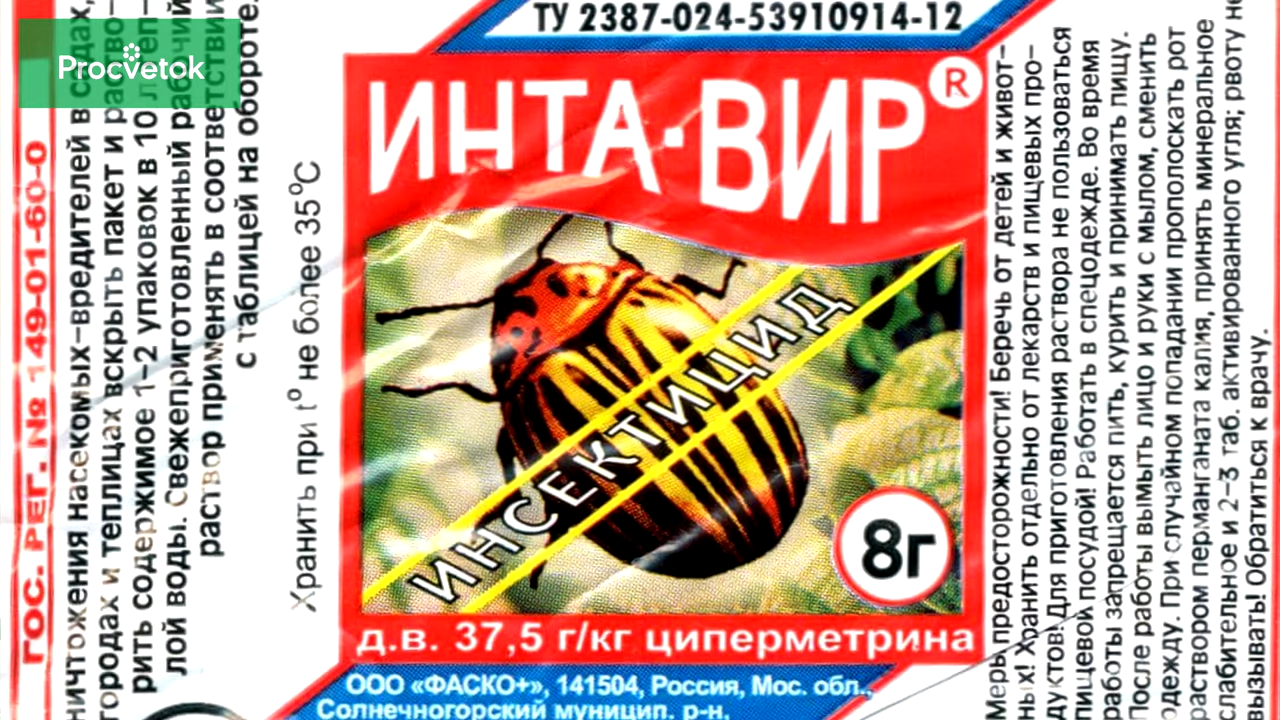 Procvetok
ГОС. РЕГ. № 149-01-60-0
ничтожения насекомых-вредителей в садах,
городах и теплицах вскрыть пакет и раство-
рить содержимое 1-2 упаковок в 10 л
лой воды. Свежеприготовленный рабочий
раствор применять в соответствии
с таблицей на обороте.
Хранить при t° не более 35°C
ТУ 2387-024-53910914-12
ИНТА-ВИР®
ИНСЕКТИЦИД
8г
д.в. 37,5 г/кг циперметрина
ООО «ФАСКО+», 141504, Россия, Мос. обл.,
Солнечногорский муницип. р-н,
Меры предосторожности! Беречь от детей и живот-
ных! Хранить отдельно от лекарств и пищевых про-
дуктов! Для приготовления раствора не пользоваться
пищевой посудой! Работать в спецодежде. Во время
работы запрещается пить, курить и принимать пищу.
После работы вымыть лицо и руки с мылом, сменить
одежду. При случайном попадании прополоскать рот
раствором перманганата калия, принять минеральное
слабительное и 2-3 таб. активированного угля; рвоту не
вызывать! Обратиться к врачу.